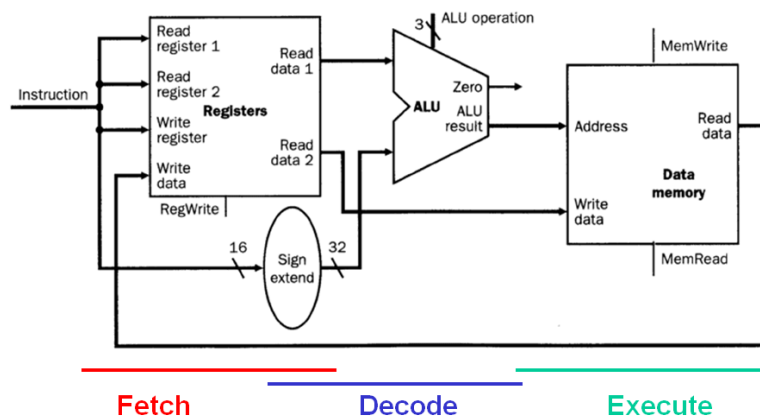 Instruction
Read
register 1
Read
register 2
Write
register
Write
data
Registers
Read
data 1
Read
data 2
RegWrite
16
Sign
extend
32
3
ALU operation
ALU
Zero
ALU
result
MemWrite
Address
Read
data
Data
memory
Write
data
MemRead
Fetch
Decode
Execute